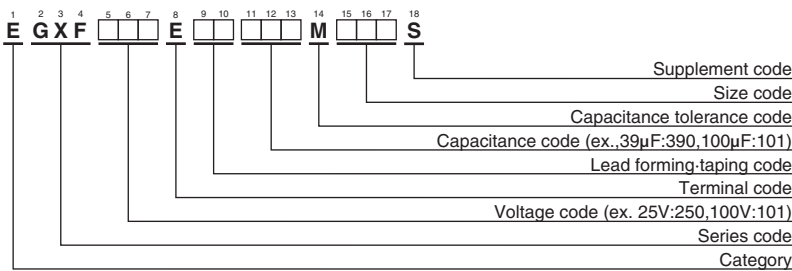 1 2 3 4 5 6 7 8 9 10 11 12 13 14 15 16 17 18
E GXF E M S
Supplement code
Size code
Capacitance tolerance code
Capacitance code (ex.,39μF:390,100μF:101)
Lead forming·taping code
Terminal code
Voltage code (ex. 25V:250,100V:101)
Series code
Category